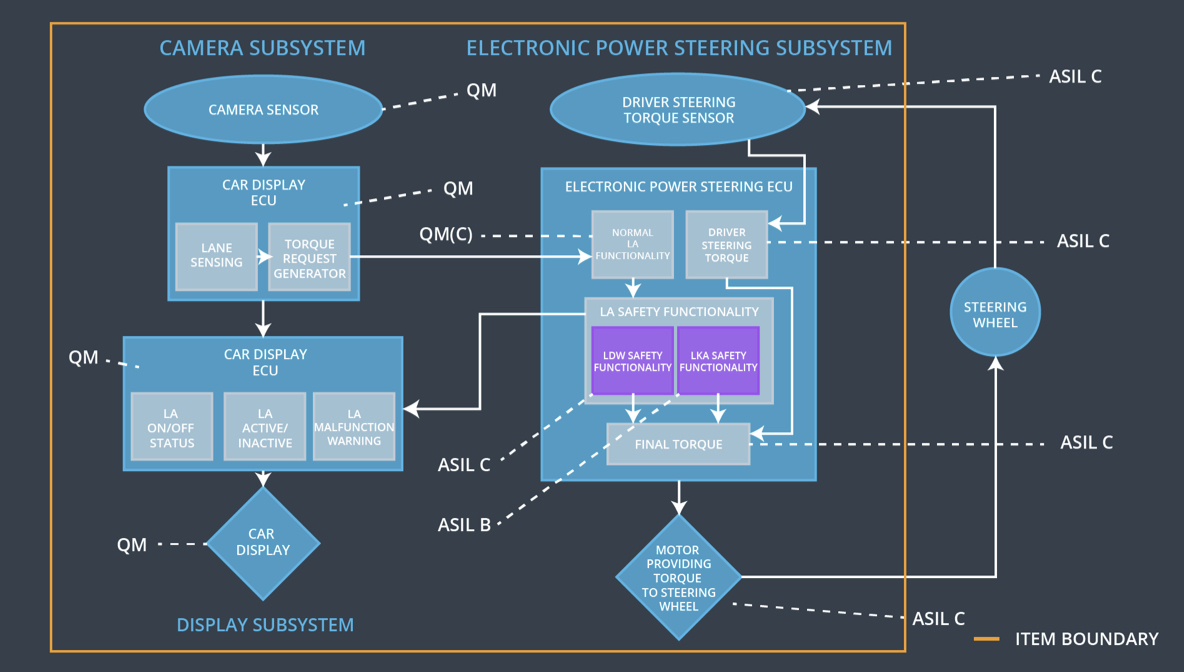 CAMERA SUBSYSTEM
ELECTRONIC POWER STEERING SUBSYSTEM
CAMERA SENSOR
QM
DRIVER STEERING
TORQUE SENSOR
ASIL C
CAR DISPLAY
ECU
QM
LANE
SENSING
TORQUE
REQUEST
GENERATOR
ELECTRONIC POWER STEERING ECU
QM(C)
NORMAL
LA
FUNCTIONALITY
DRIVER
STEERING
TORQUE
ASIL C
LA SAFETY FUNCTIONALITY
LDW SAFETY
FUNCTIONALITY
LKA SAFETY
FUNCTIONALITY
STEERING
WHEEL
QM
CAR DISPLAY
ECU
LA
ON/OFF
STATUS
LA
ACTIVE/
INACTIVE
LA
MALFUNCTION
WARNING
FINAL TORQUE
ASIL C
ASIL C
ASIL B
QM
CAR
DISPLAY
MOTOR
PROVIDING
TORQUE
TO STEERING
WHEEL
ASIL C
DISPLAY SUBSYSTEM
ITEM BOUNDARY